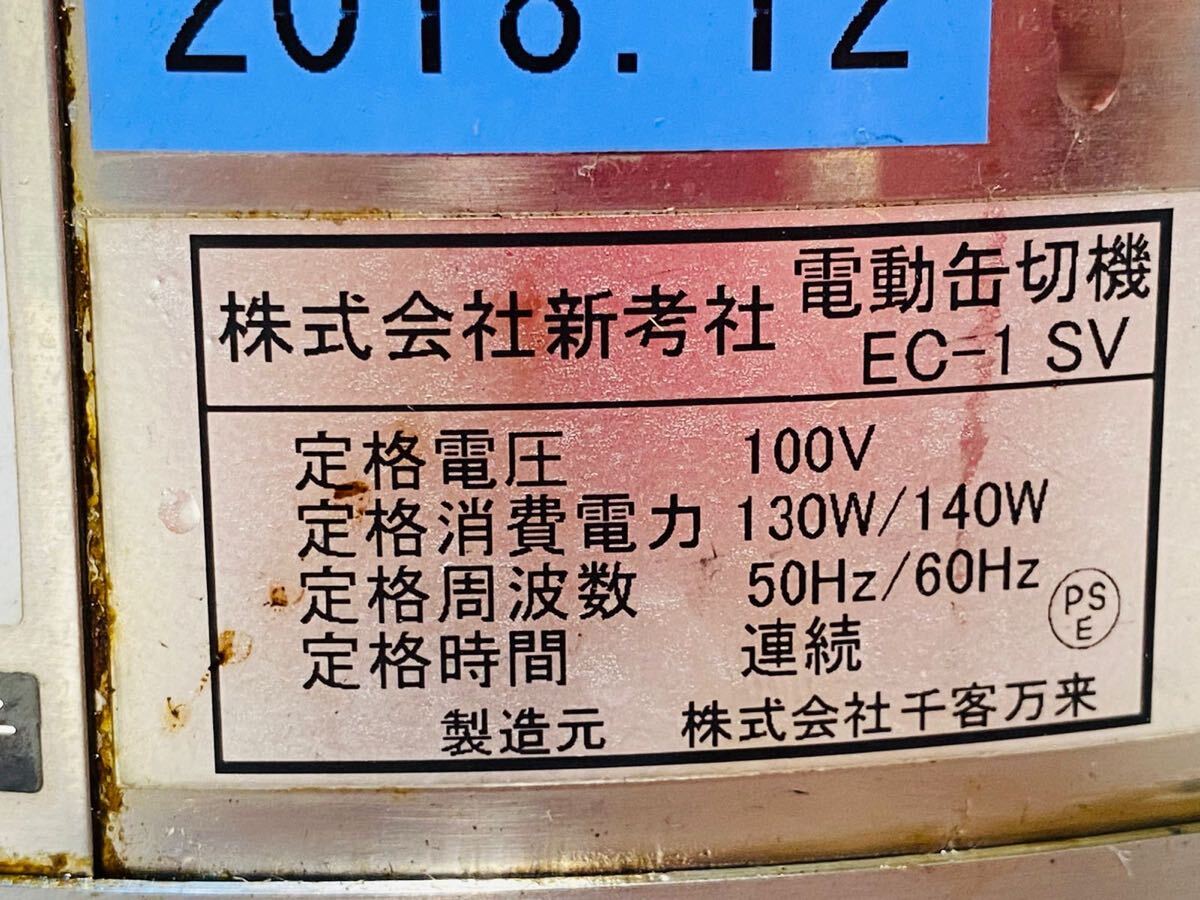 2018.12
電動缶切機
株式会社新考社
EC-1 SV
定格電圧 100V
定格消費電力 130W/140W
定格周波数 50Hz/60Hz
定格時間 連続
PS
E
製造元 株式会社千客万来